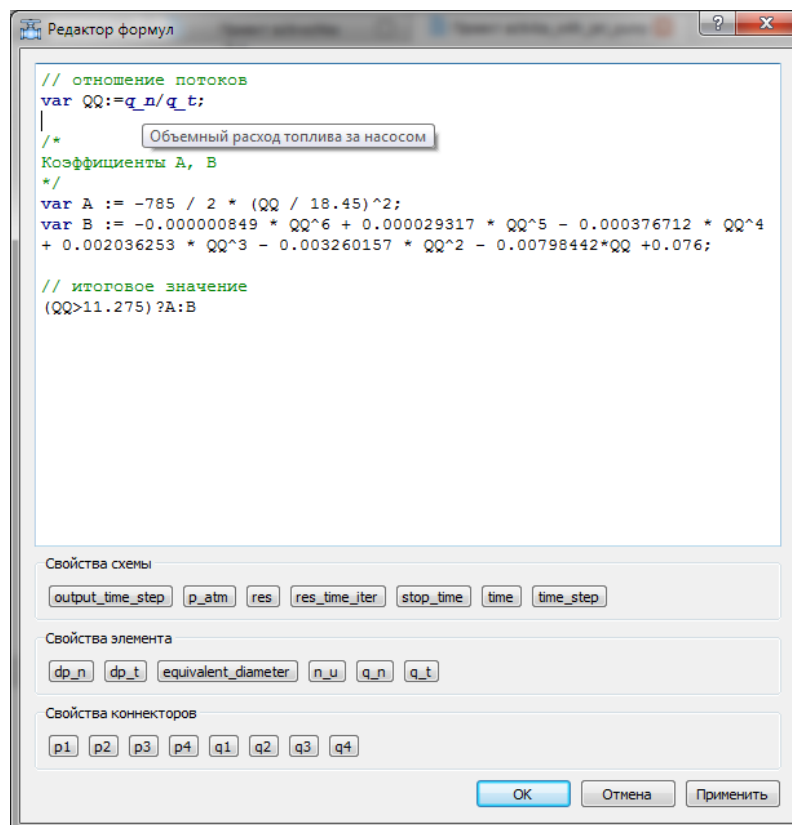 Редактор формул
?
X
// отношение потоков
var QQ:=q_n/q_t;
Объемный расход топлива за насосом
/*
Коэффициенты A, B
*/
var A := -785 / 2 * (QQ / 18.45)^2;
var B := -0.000000849 * QQ^6 + 0.000029317 * QQ^5 - 0.000376712 * QQ^4
+ 0.002036253 * QQ^3 - 0.003260157 * QQ^2 - 0.00798442*QQ +0.076;
// итоговое значение
(QQ>11.275)?A:B
Свойства схемы
output_time_step p_atm res res_time_iter stop_time time time_step
Свойства элемента
dp_n dp_t equivalent_diameter n_u q_n q_t
Свойства коннекторов
p1 p2 p3 p4 q1 q2 q3 q4
OK Отмена Применить